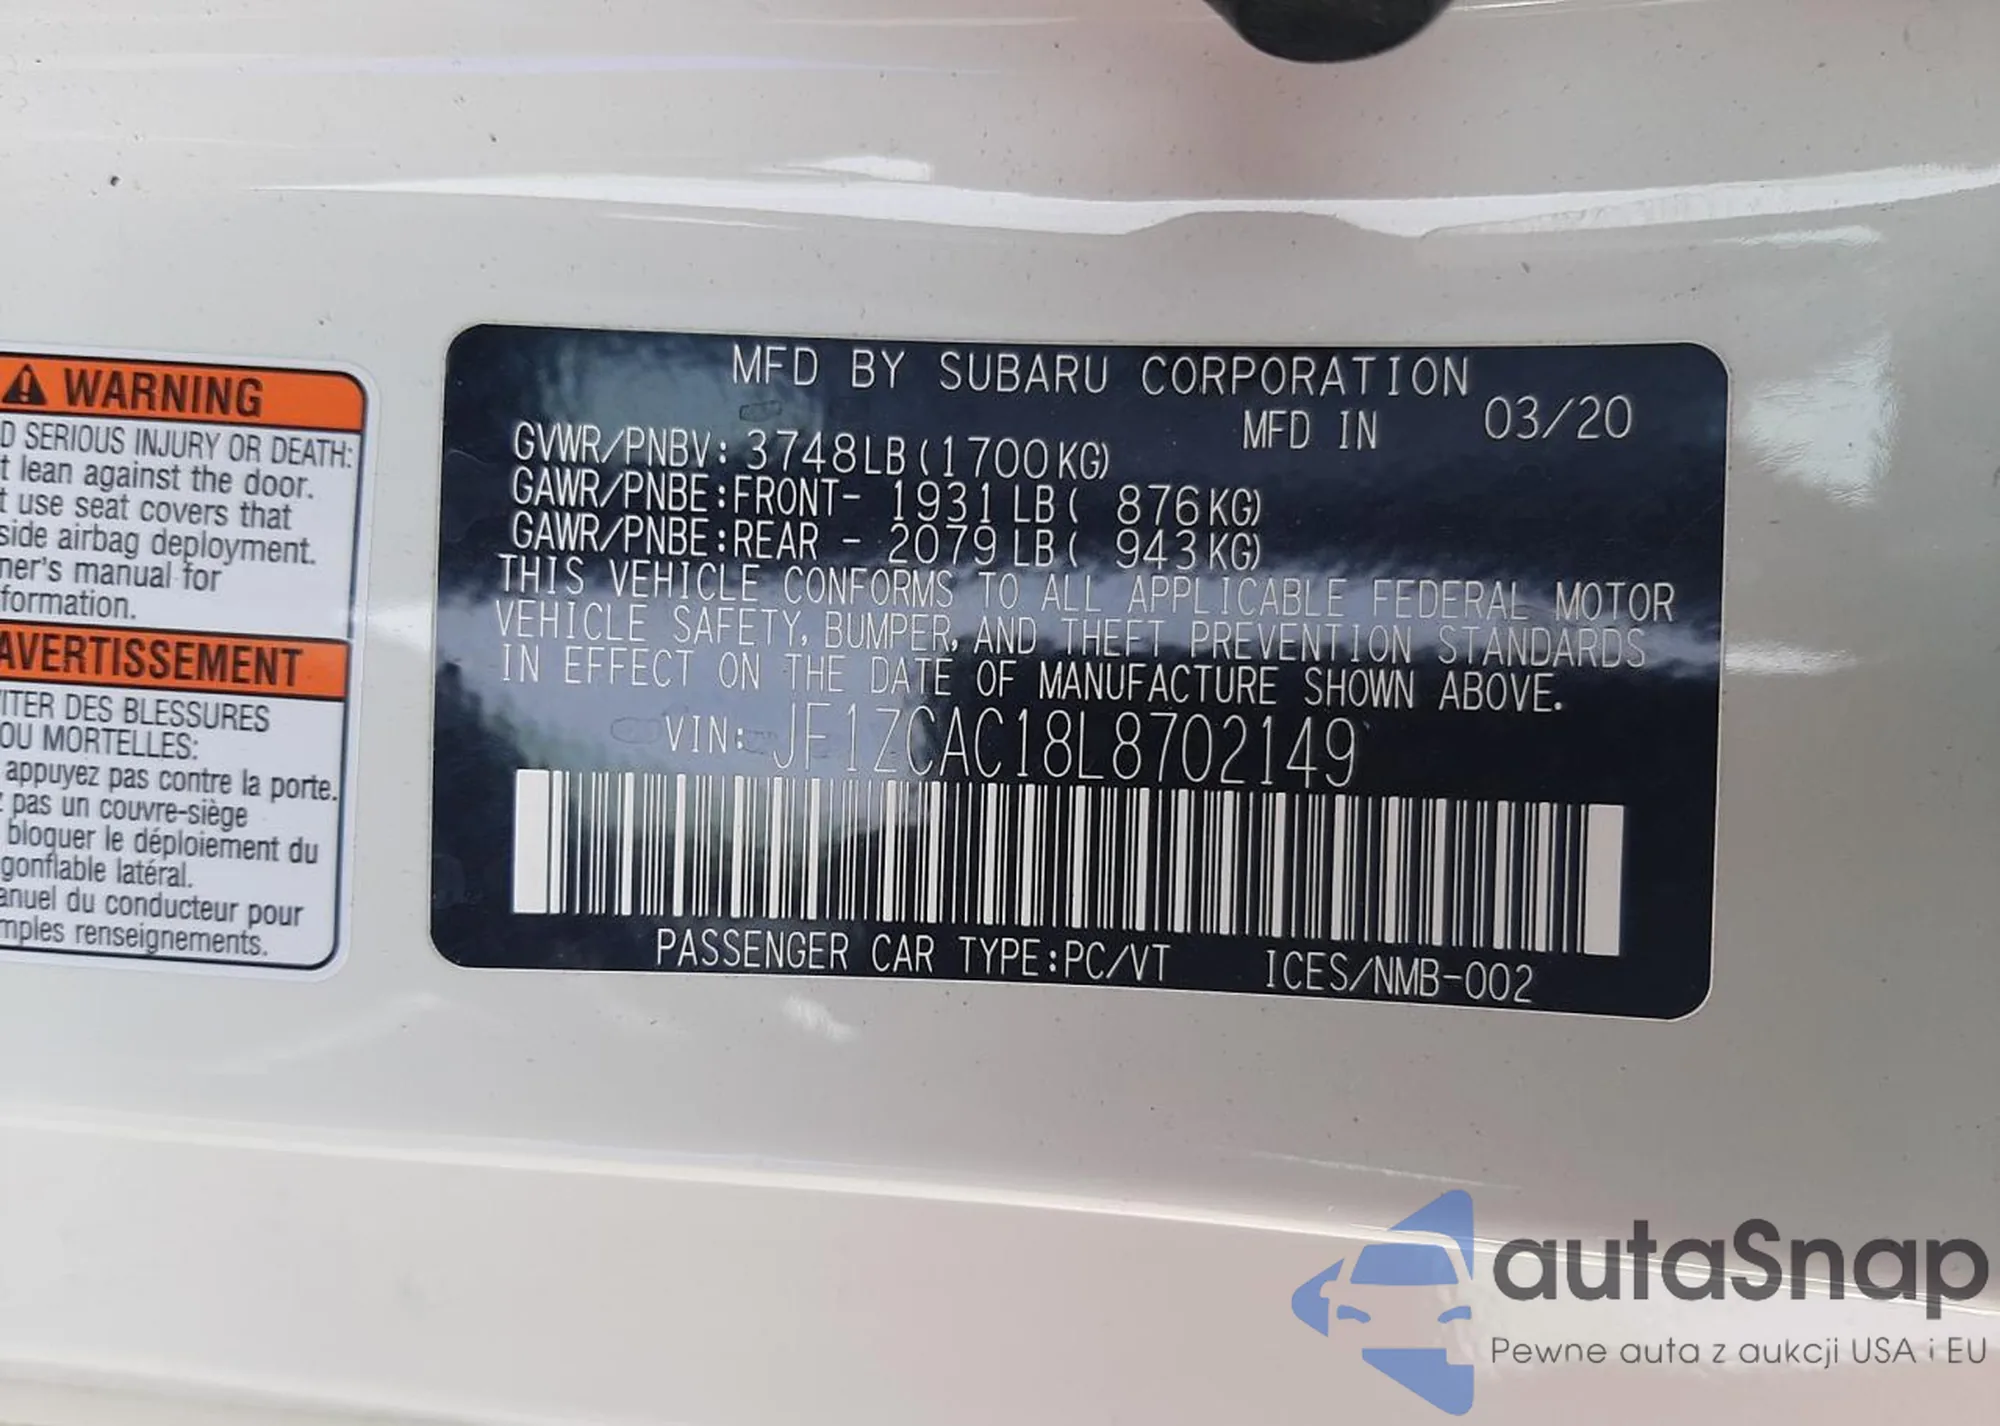 WARNING
D SERIOUS INJURY OR DEATH:
t lean against the door.
t use seat covers that
side airbag deployment.
ner's manual for
formation.
AVERTISSEMENT
ITER DES BLESSURES
OU MORTELLES:
appuyez pas contre la porte.
z pas un couvre-siège
bloquer le déploiement du
gonflable latéral.
anuel du conducteur pour
mples renseignements.
MFD BY SUBARU CORPORATION
MFD IN 03/20
GVWR/PNBV: 3748LB(1700KG)
GAWR/PNBE:FRONT- 1931LB( 876KG)
GAWR/PNBE:REAR - 2079LB( 943KG)
THIS VEHICLE CONFORMS TO ALL APPLICABLE FEDERAL MOTOR
VEHICLE SAFETY, BUMPER, AND THEFT PREVENTION STANDARDS
IN EFFECT ON THE DATE OF MANUFACTURE SHOWN ABOVE.
VIN: JF1ZCAC18L8702149
PASSENGER CAR TYPE:PC/VT ICES/NMB-002
autaSnap
Pewne auta z aukcji USA i EU